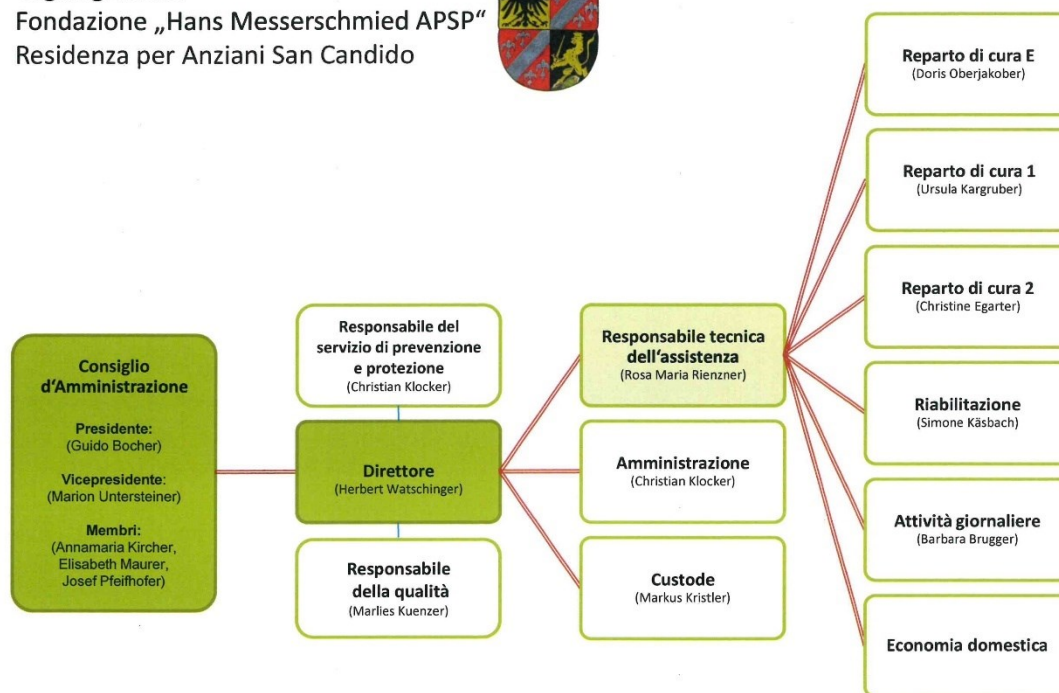 Fondazione „Hans Messerschmied APSP“
Residenza per Anziani San Candido
Consiglio
d‘Amministrazione
Presidente:
(Guido Bocher)
Vicepresidente:
(Marion Untersteiner)
Membri:
(Annamaria Kircher,
Elisabeth Maurer,
Josef Pfeifhofer)
Responsabile del
servizio di prevenzione
e protezione
(Christian Klocker)
Direttore
(Herbert Watschinger)
Responsabile
della qualità
(Marlies Kuenzer)
Responsabile tecnica
dell‘assistenza
(Rosa Maria Rienzner)
Amministrazione
(Christian Klocker)
Custode
(Markus Kristler)
Reparto di cura E
(Doris Oberjakober)
Reparto di cura 1
(Ursula Kargruber)
Reparto di cura 2
(Christine Egarter)
Riabilitazione
(Simone Käsbach)
Attività giornaliere
(Barbara Brugger)
Economia domestica